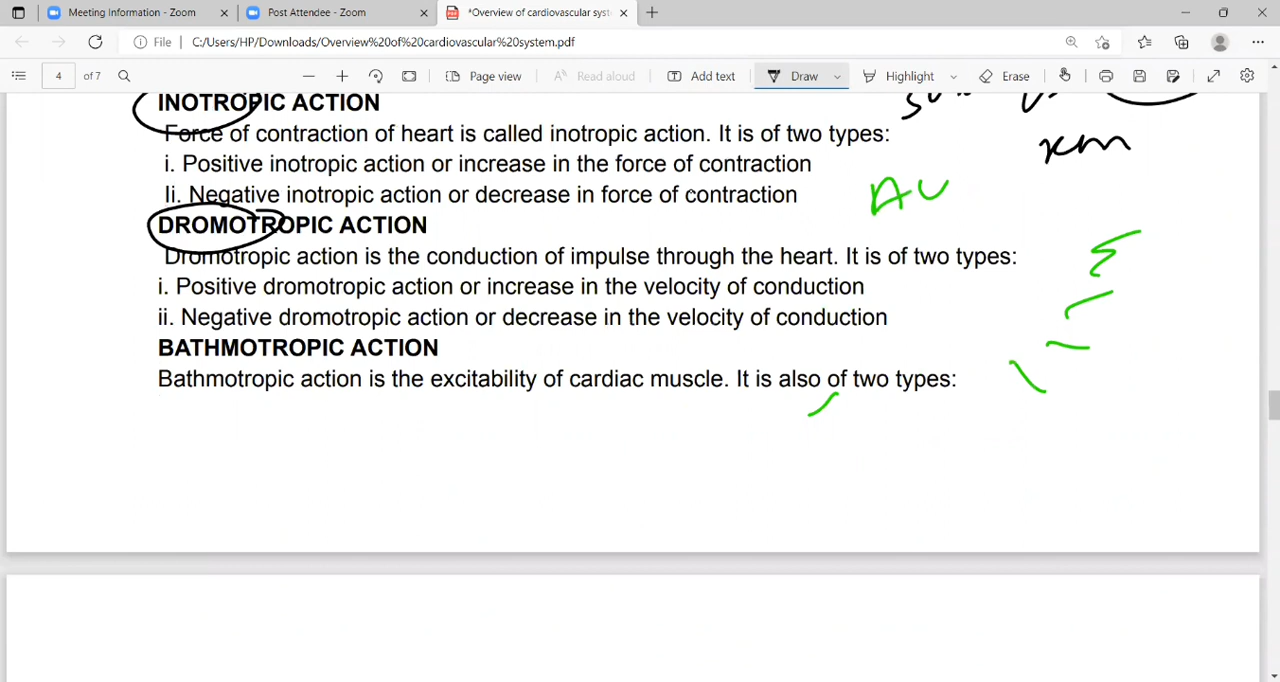 Meeting Information - Zoom
Post Attendee - Zoom
*Overview of cardiovascular syst
File C:/Users/HP/Downloads/Overview%20of%20cardiovascular%20system.pdf
4 of 7 Page view Read aloud Add text Draw Highlight Erase
INOTROPIC ACTION
Force of contraction of heart is called inotropic action. It is of two types:
i. Positive inotropic action or increase in the force of contraction
Ii. Negative inotropic action or decrease in force of contraction
DROMOTROPIC ACTION
Dromotropic action is the conduction of impulse through the heart. It is of two types:
i. Positive dromotropic action or increase in the velocity of conduction
ii. Negative dromotropic action or decrease in the velocity of conduction
BATHMOTROPIC ACTION
Bathmotropic action is the excitability of cardiac muscle. It is also of two types: